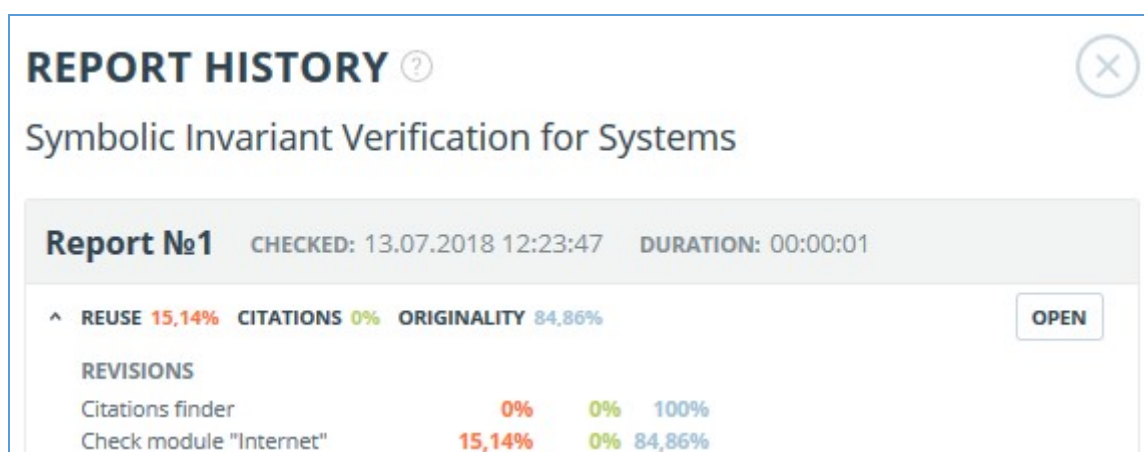 REPORT HISTORY ?
Symbolic Invariant Verification for Systems
Report №1 CHECKED: 13.07.2018 12:23:47 DURATION: 00:00:01
REUSE 15,14% CITATIONS 0% ORIGINALITY 84,86% OPEN
REVISIONS
Citations finder 0% 0% 100%
Check module "Internet" 15,14% 0% 84,86%